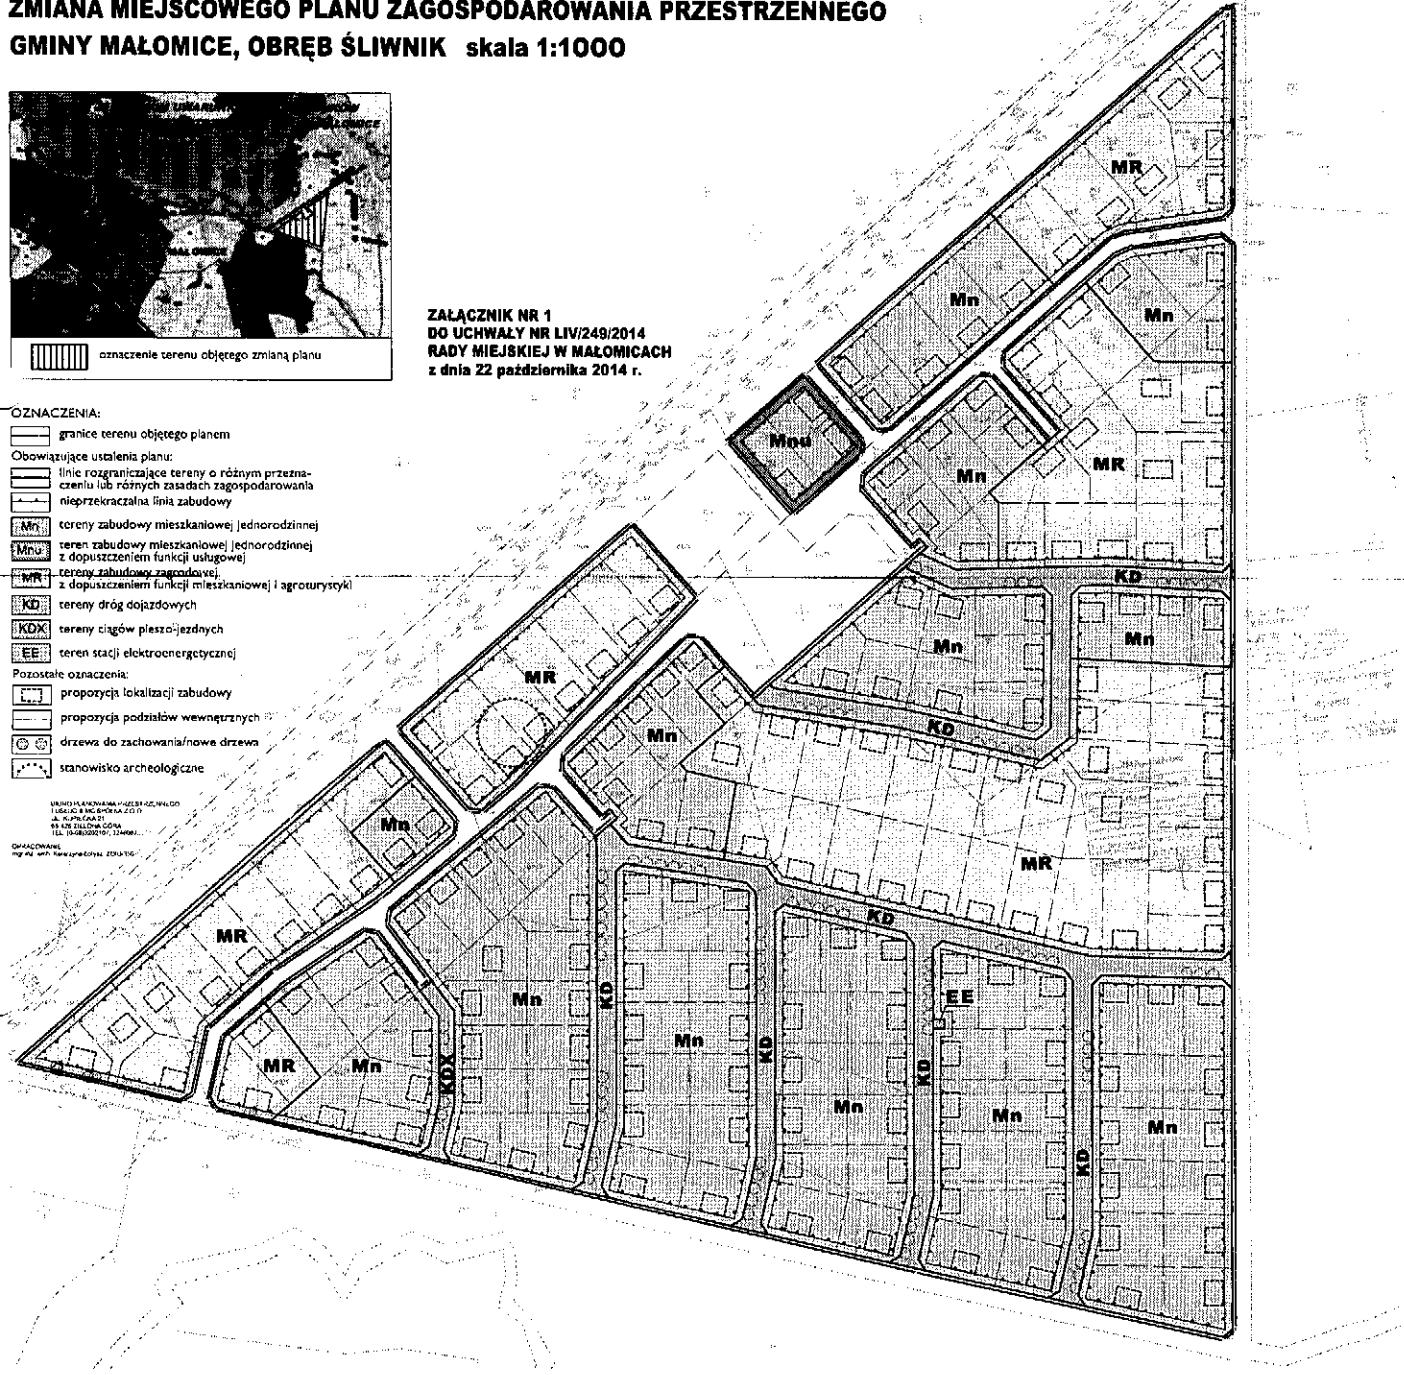 ZMIANA MIEJSCOWEGO PLANU ZAGOSPODAROWANIA PRZESTRZENNEGO
GMINY MAŁOMICE, OBRĘB ŚLIWNIK skala 1:1000
MAŁOMICE
oznaczenie terenu objętego zmianą planu
ZAŁĄCZNIK NR 1
DO UCHWAŁY NR LIV/249/2014
RADY MIEJSKIEJ W MAŁOMICACH
z dnia 22 października 2014 r.
OZNACZENIA:
granice terenu objętego planem
Obowiązujące ustalenia planu:
linie rozgraniczające tereny o różnym przezna-
czeniu lub różnych zasadach zagospodarowania
nieprzekraczalna linia zabudowy
Mn tereny zabudowy mieszkaniowej jednorodzinnej
Mnu teren zabudowy mieszkaniowej jednorodzinnej
z dopuszczeniem funkcji usługowej
MR tereny zabudowy zagrodowej
z dopuszczeniem funkcji mieszkaniowej i agroturystyki
KD tereny dróg dojazdowych
KDX tereny ciągów pieszo-jezdnych
EE teren stacji elektroenergetycznej
Pozostałe oznaczenia:
propozycja lokalizacji zabudowy
propozycja podziałów wewnętrznych
drzewa do zachowania/nowe drzewa
stanowisko archeologiczne
MR
Mn
Mn
Mnu
MR
Mn
KD
Mn
Mn
MR
KD
Mn
Mn
MR
KD
MR
Mn
EE
KD
Mn
KD
KD
MR
Mn
KDX
Mn
Mn
Mn
Mn
KD